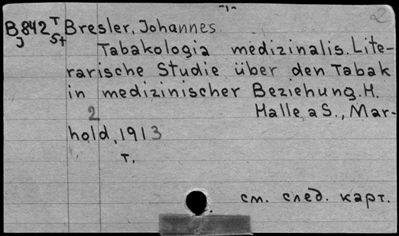 -1-
2
B842 T Bresler, Johannes
J St
Tabakologia medizinalis. Lite-
rarische Studie über den Tabak
in medizinischer Beziehung. H.
2 Halle a S., Mar-
hold, 1913
т.
см. след. карт.